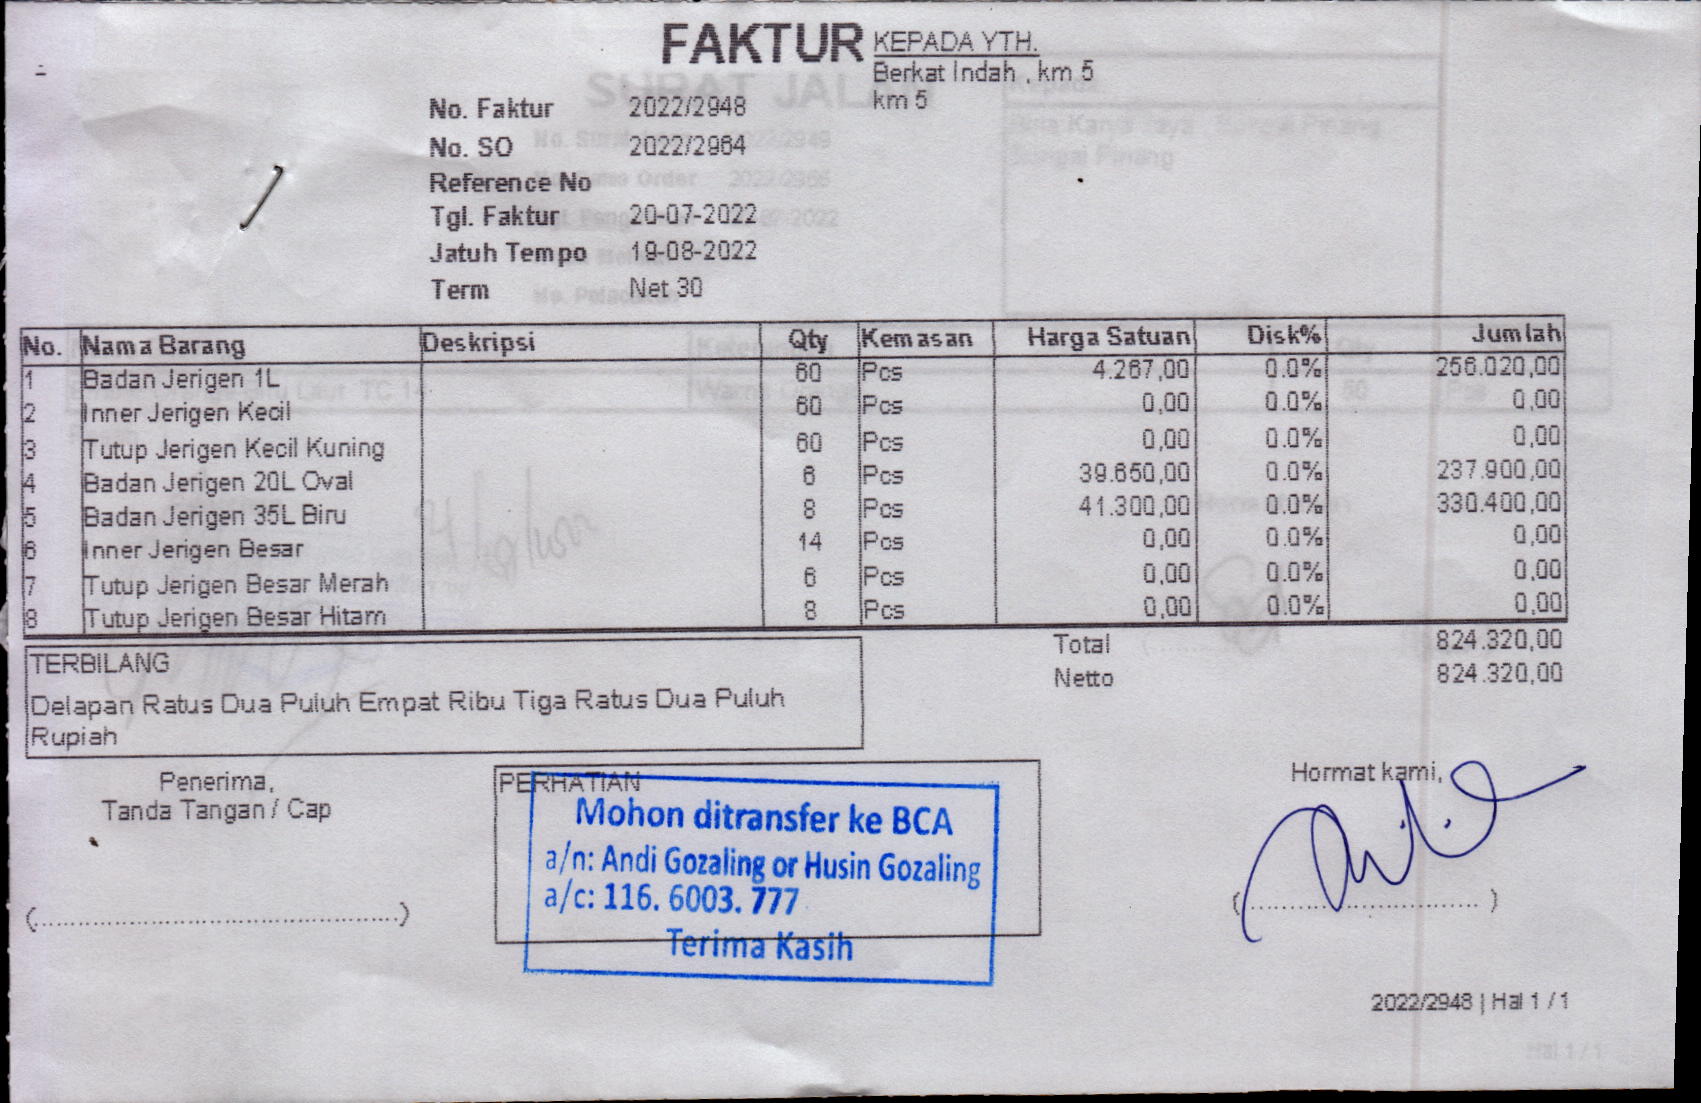 FAKTUR
KEPADA YTH.
Berkat Indah , km 5
km 5
No. Faktur 2022/2948
No. SO 2022/2964
Reference No
Tgl. Faktur 20-07-2022
Jatuh Tempo 19-08-2022
Term Net 30
No. Nama Barang Deskripsi Qty Kemasan Harga Satuan Disk% Jumlah
1 Badan Jerigen 1L 60 Pcs 4.267,00 0.0% 256.020,00
2 Inner Jerigen Kecil 60 Pcs 0,00 0.0% 0,00
3 Tutup Jerigen Kecil Kuning 60 Pcs 0,00 0.0% 0,00
4 Badan Jerigen 20L Oval 6 Pcs 39.650,00 0.0% 237.900,00
5 Badan Jerigen 35L Biru 8 Pcs 41.300,00 0.0% 330.400,00
6 Inner Jerigen Besar 14 Pcs 0,00 0.0% 0,00
7 Tutup Jerigen Besar Merah 6 Pcs 0,00 0.0% 0,00
8 Tutup Jerigen Besar Hitam 8 Pcs 0,00 0.0% 0,00
Total 824.320,00
Netto 824.320,00
TERBILANG
Delapan Ratus Dua Puluh Empat Ribu Tiga Ratus Dua Puluh
Rupiah
Penerima,
Tanda Tangan / Cap
(................................................)
PERHATIAN
Mohon ditransfer ke BCA
a/n: Andi Gozaling or Husin Gozaling
a/c: 116. 6003. 777
Terima Kasih
Hormat kami,
(................................)
2022/2948 | Hal 1 / 1